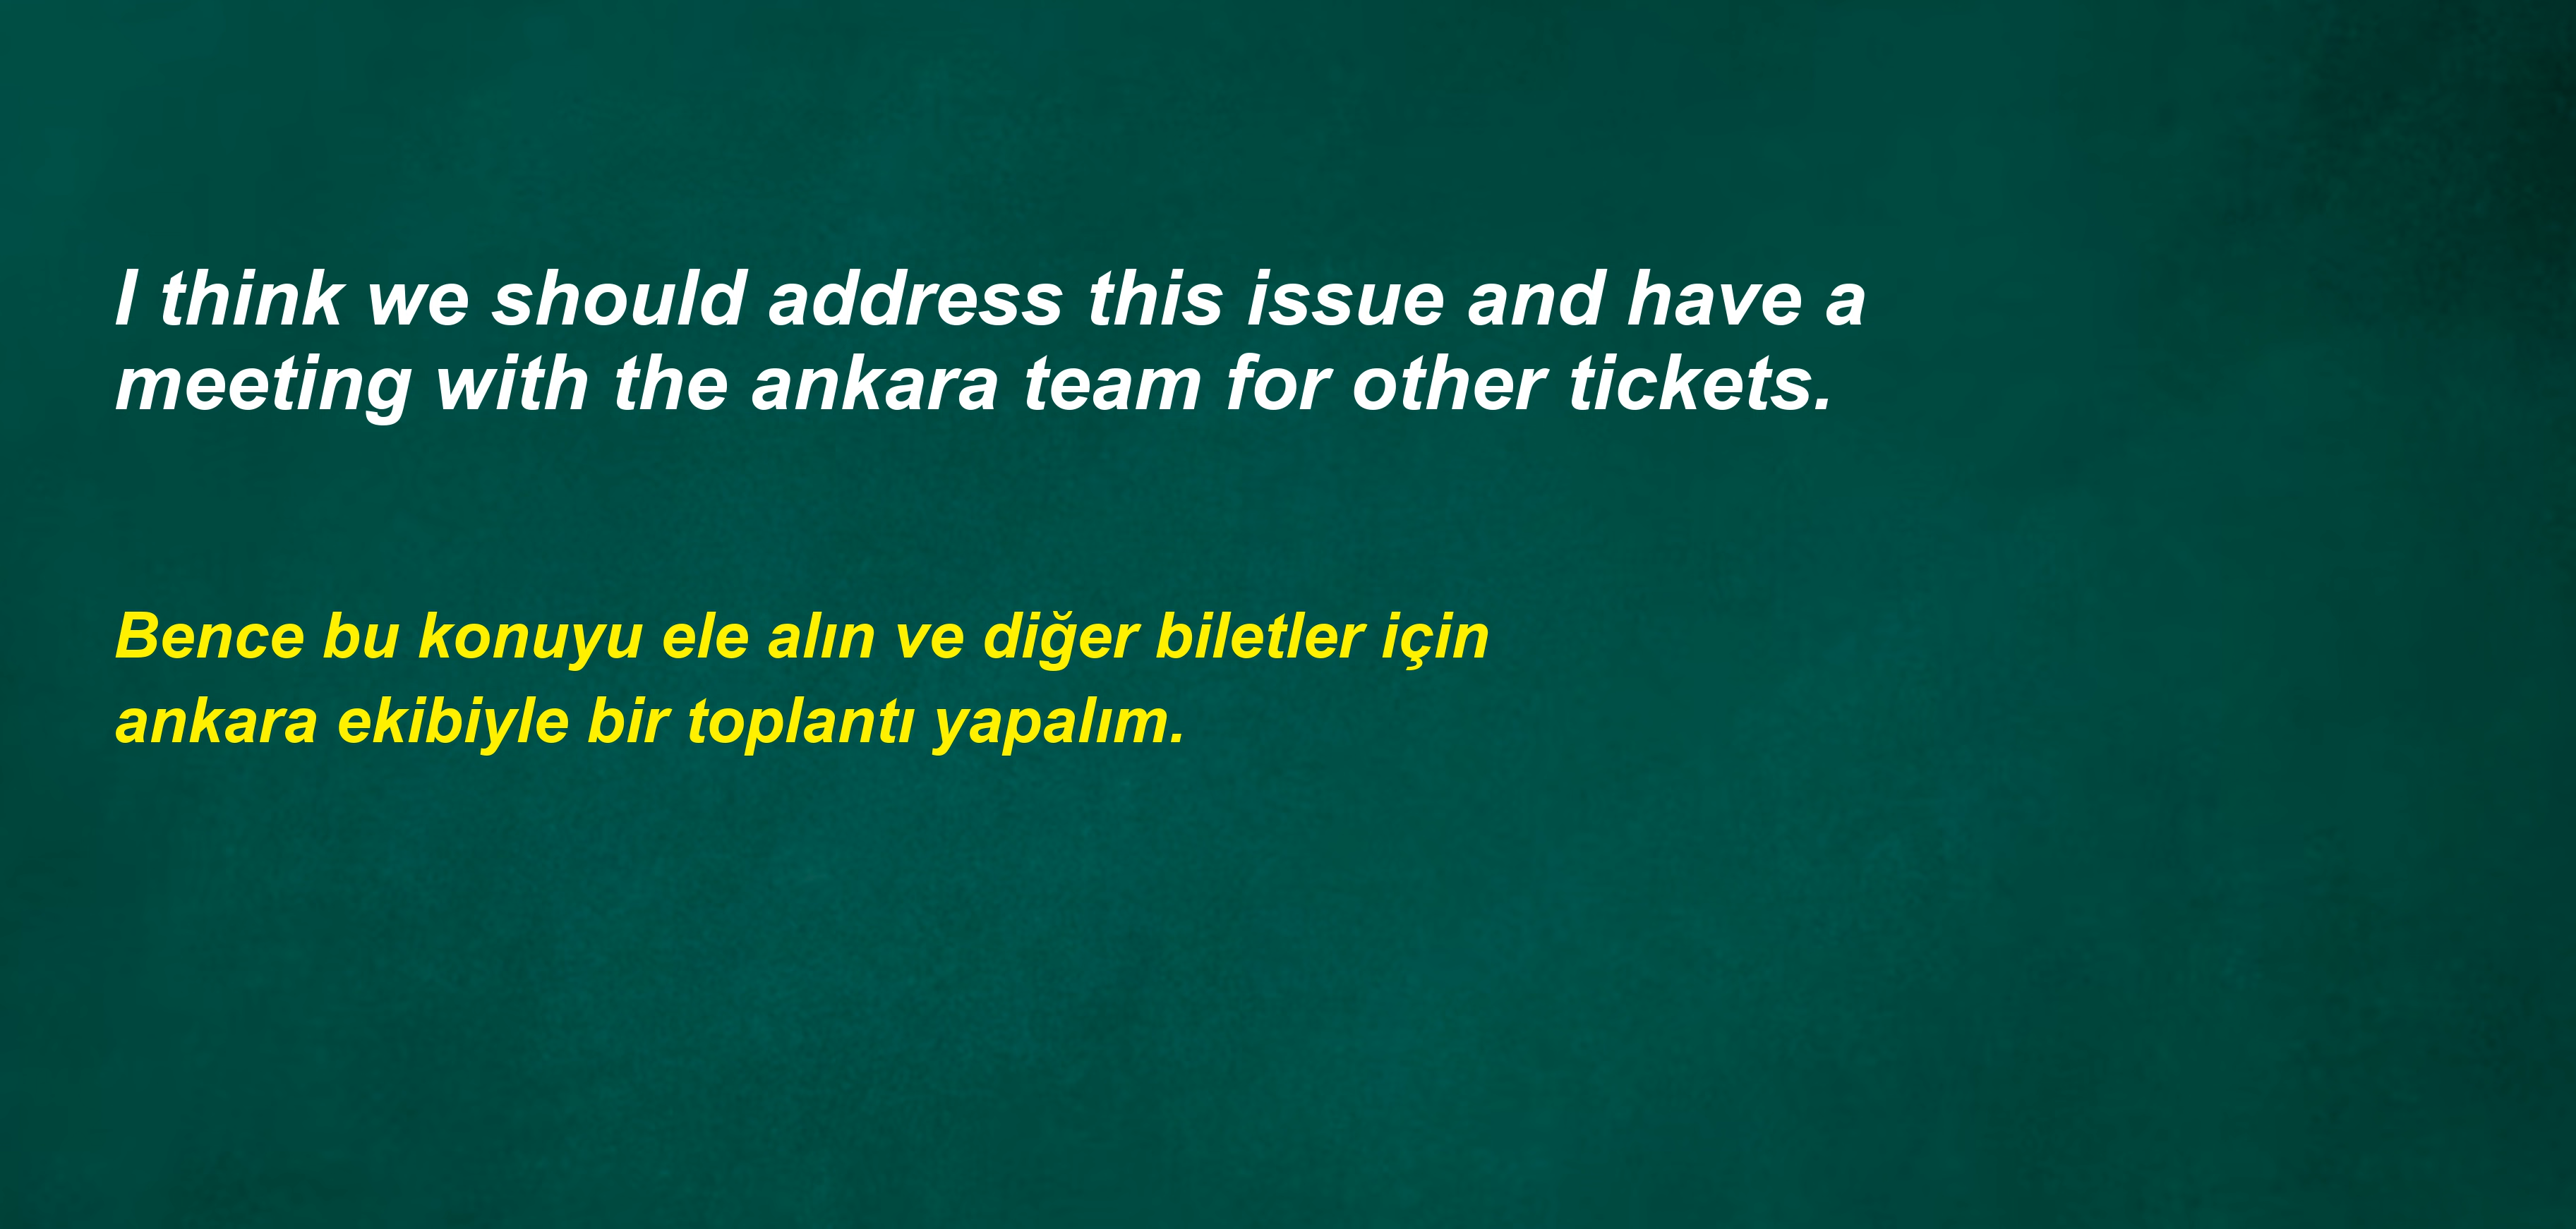 I think we should address this issue and have a
meeting with the ankara team for other tickets.
Bence bu konuyu ele alın ve diğer biletler için
ankara ekibiyle bir toplantı yapalım.